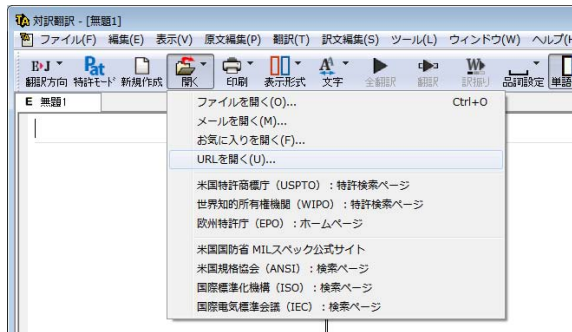 対訳翻訳 - [無題1]
ファイル(F) 編集(E) 表示(V) 原文編集(P) 翻訳(T) 訳文編集(S) ツール(L) ウィンドウ(W) ヘルプ(H
E›J Pat
翻訳方向 特許モード 新規作成 開く 印刷 表示形式 文字 全翻訳 翻訳 訳振り 品詞設定 単語
E 無題1
ファイルを開く(O)... Ctrl+O
メールを開く(M)...
お気に入りを開く(F)...
URLを開く(U)...
米国特許商標庁（USPTO）：特許検索ページ
世界知的所有権機関（WIPO）：特許検索ページ
欧州特許庁（EPO）：ホームページ
米国国防省 MILスペック公式サイト
米国規格協会（ANSI）：検索ページ
国際標準化機構（ISO）：検索ページ
国際電気標準会議（IEC）：検索ページ